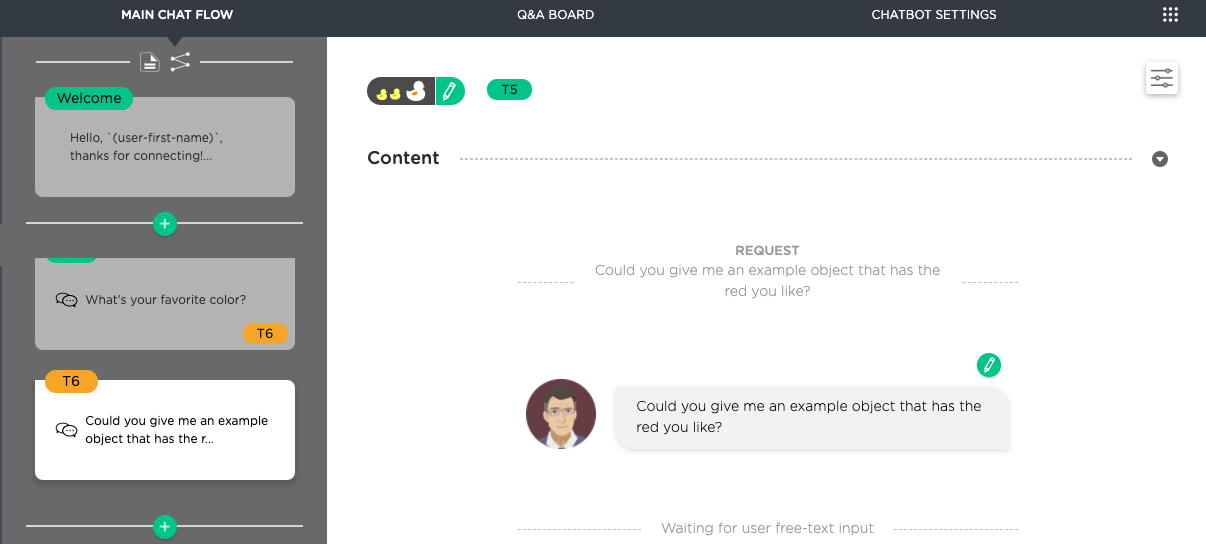 MAIN CHAT FLOW
Q&A BOARD
CHATBOT SETTINGS
Welcome
Hello, `(user-first-name)`,
thanks for connecting!...
What's your favorite color?
T6
T6
Could you give me an example
object that has the r...
T5
Content
REQUEST
Could you give me an example object that has the
red you like?
Could you give me an example object that has the
red you like?
Waiting for user free-text input